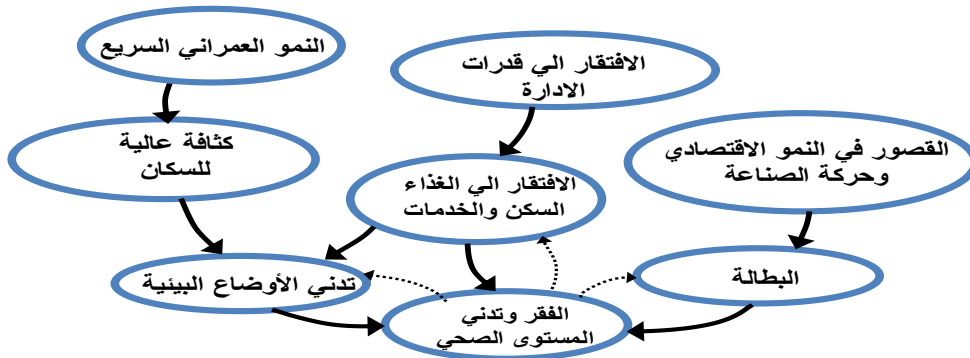 النمو العمراني السريع
الافتقار الي قدرات
الادارة
كثافة عالية
للسكان
القصور في النمو الاقتصادي
وحركة الصناعة
الافتقار الي الغذاء
السكن والخدمات
تدني الأوضاع البيئية
البطالة
الفقر وتدني
المستوى الصحي